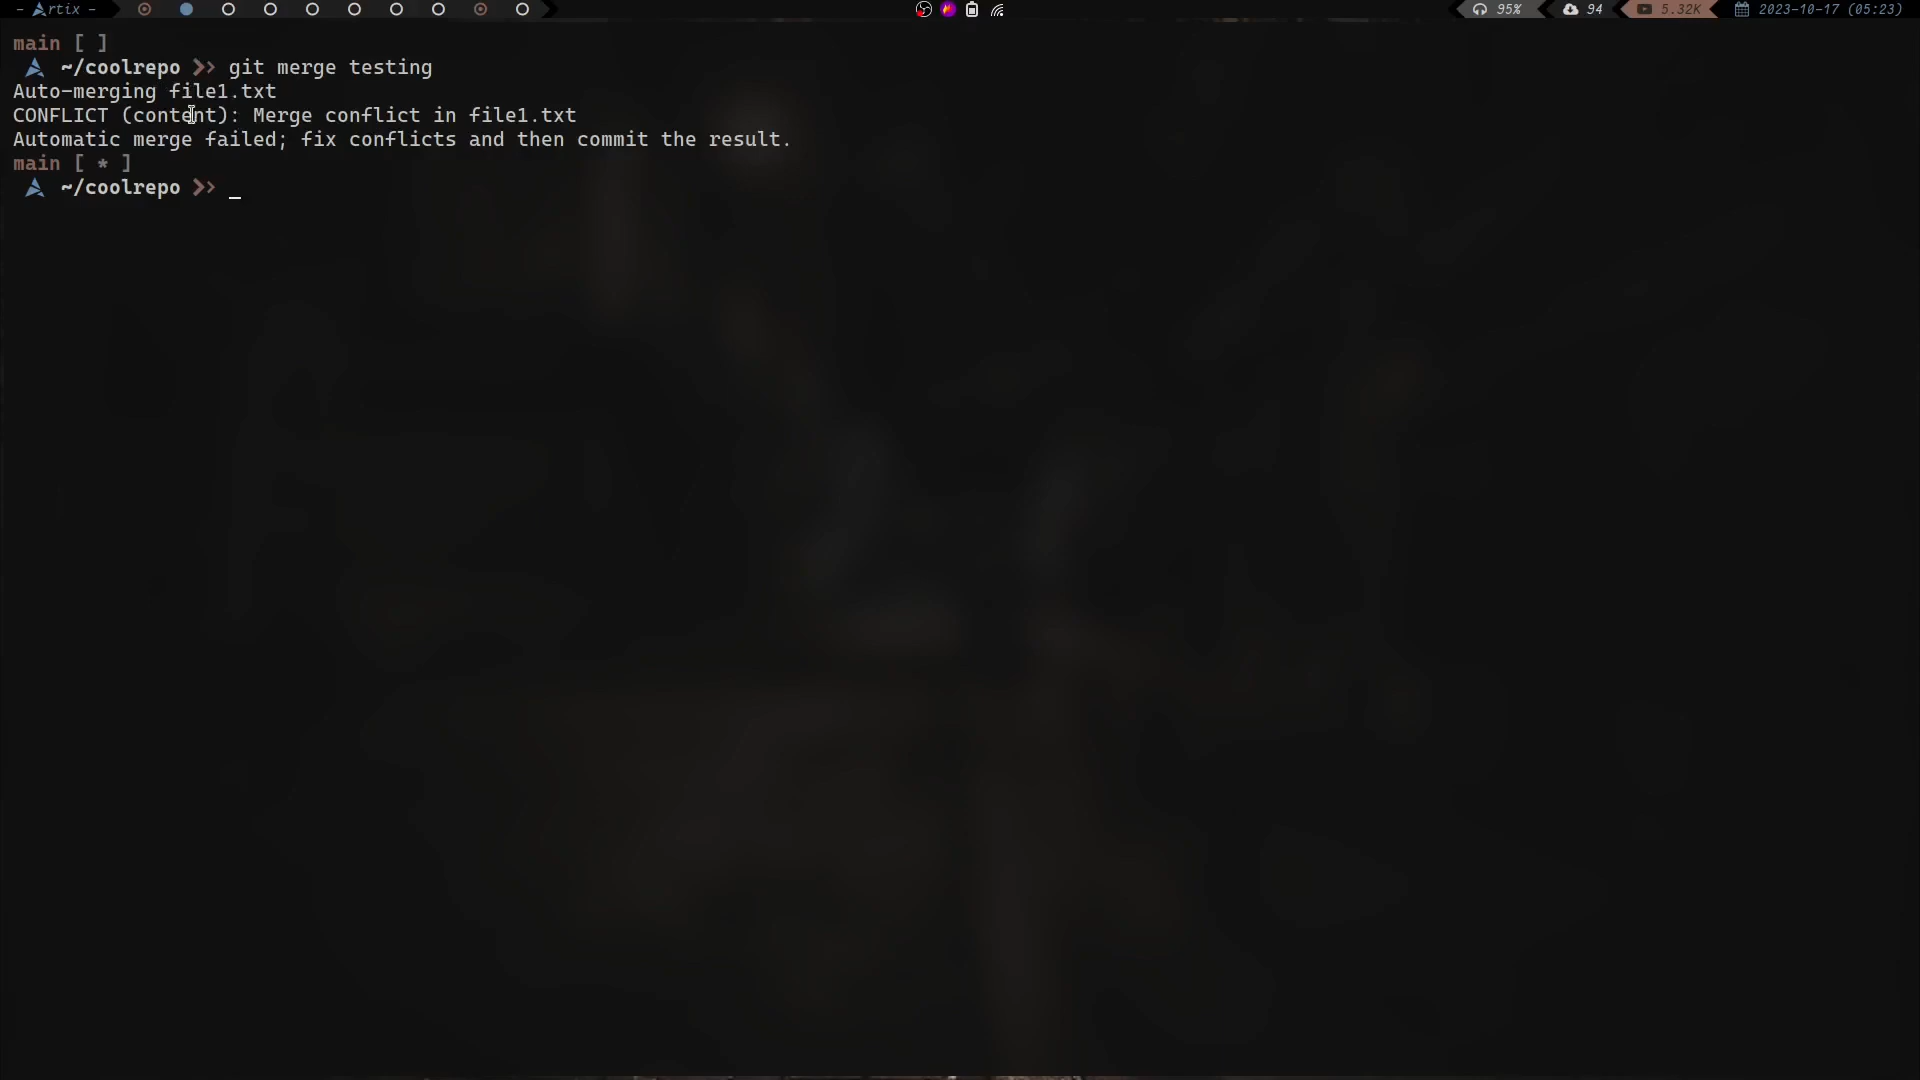 - Artix - 95% 94 5.32K 2023-10-17 (05:23)
main [ ]
~/coolrepo >> git merge testing
Auto-merging file1.txt
CONFLICT (content): Merge conflict in file1.txt
Automatic merge failed; fix conflicts and then commit the result.
main [ * ]
~/coolrepo >> _